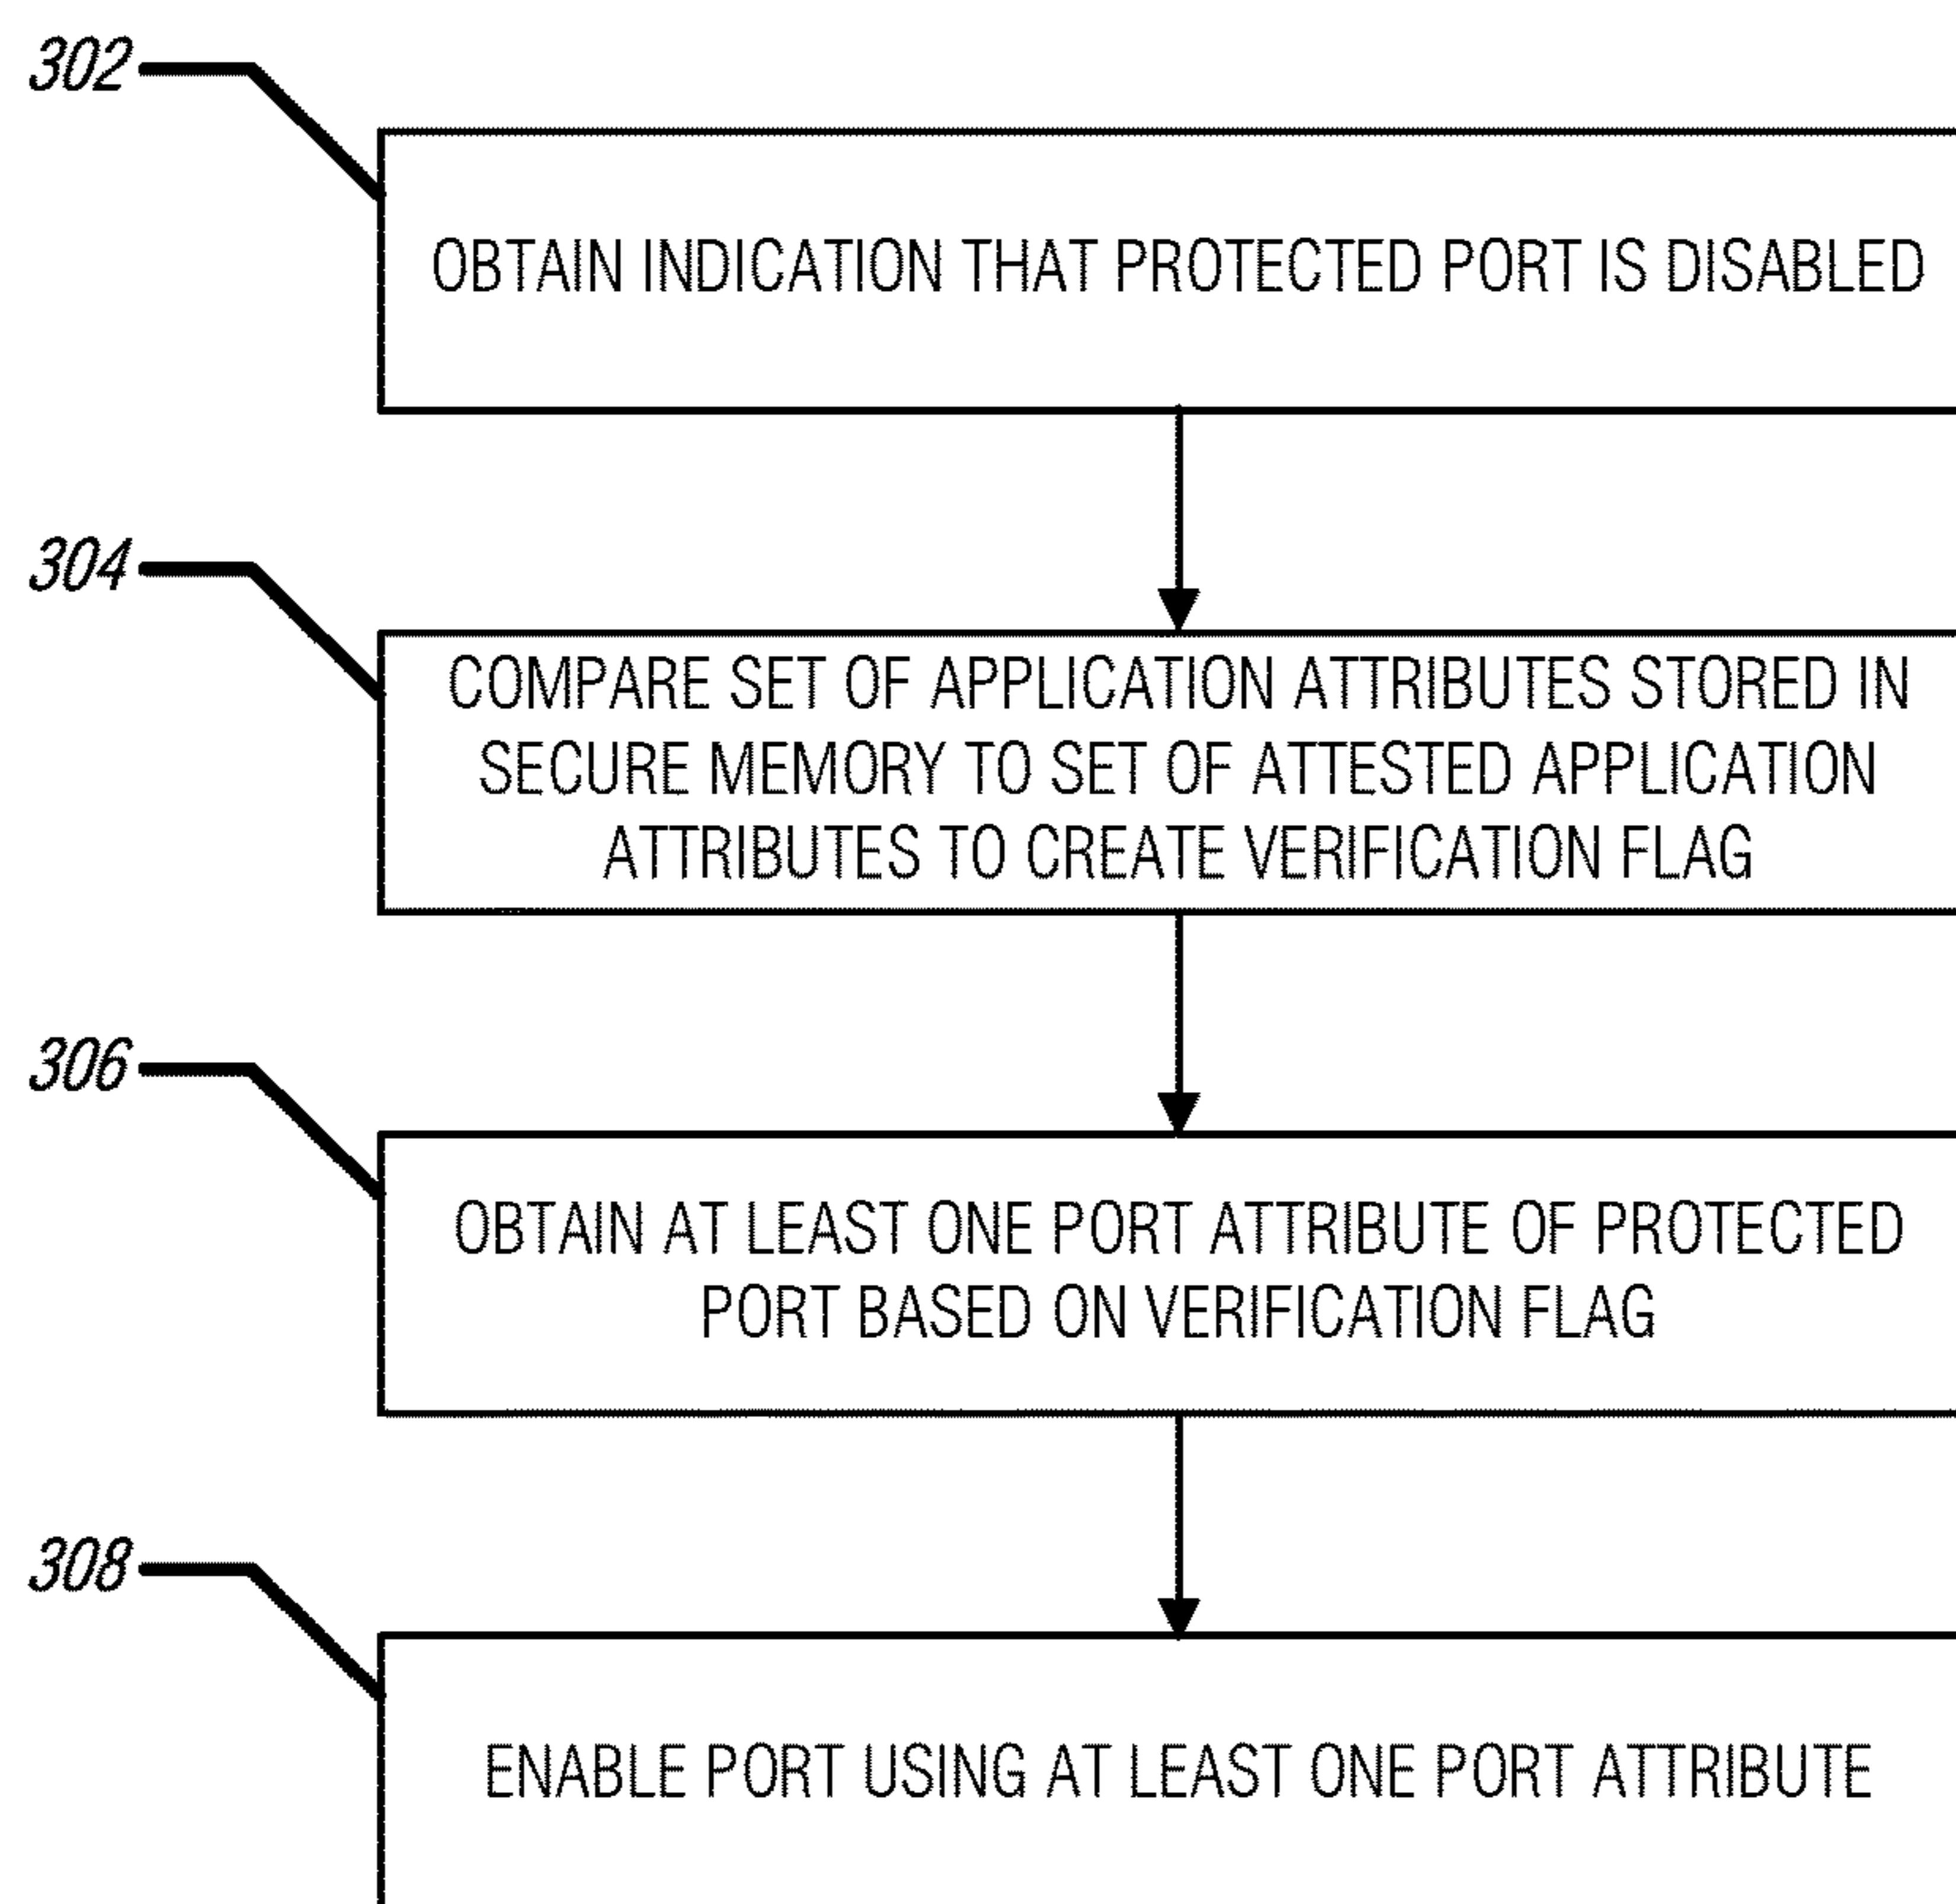 302
OBTAIN INDICATION THAT PROTECTED PORT IS DISABLED
304
COMPARE SET OF APPLICATION ATTRIBUTES STORED IN
SECURE MEMORY TO SET OF ATTESTED APPLICATION
ATTRIBUTES TO CREATE VERIFICATION FLAG
306
OBTAIN AT LEAST ONE PORT ATTRIBUTE OF PROTECTED
PORT BASED ON VERIFICATION FLAG
308
ENABLE PORT USING AT LEAST ONE PORT ATTRIBUTE